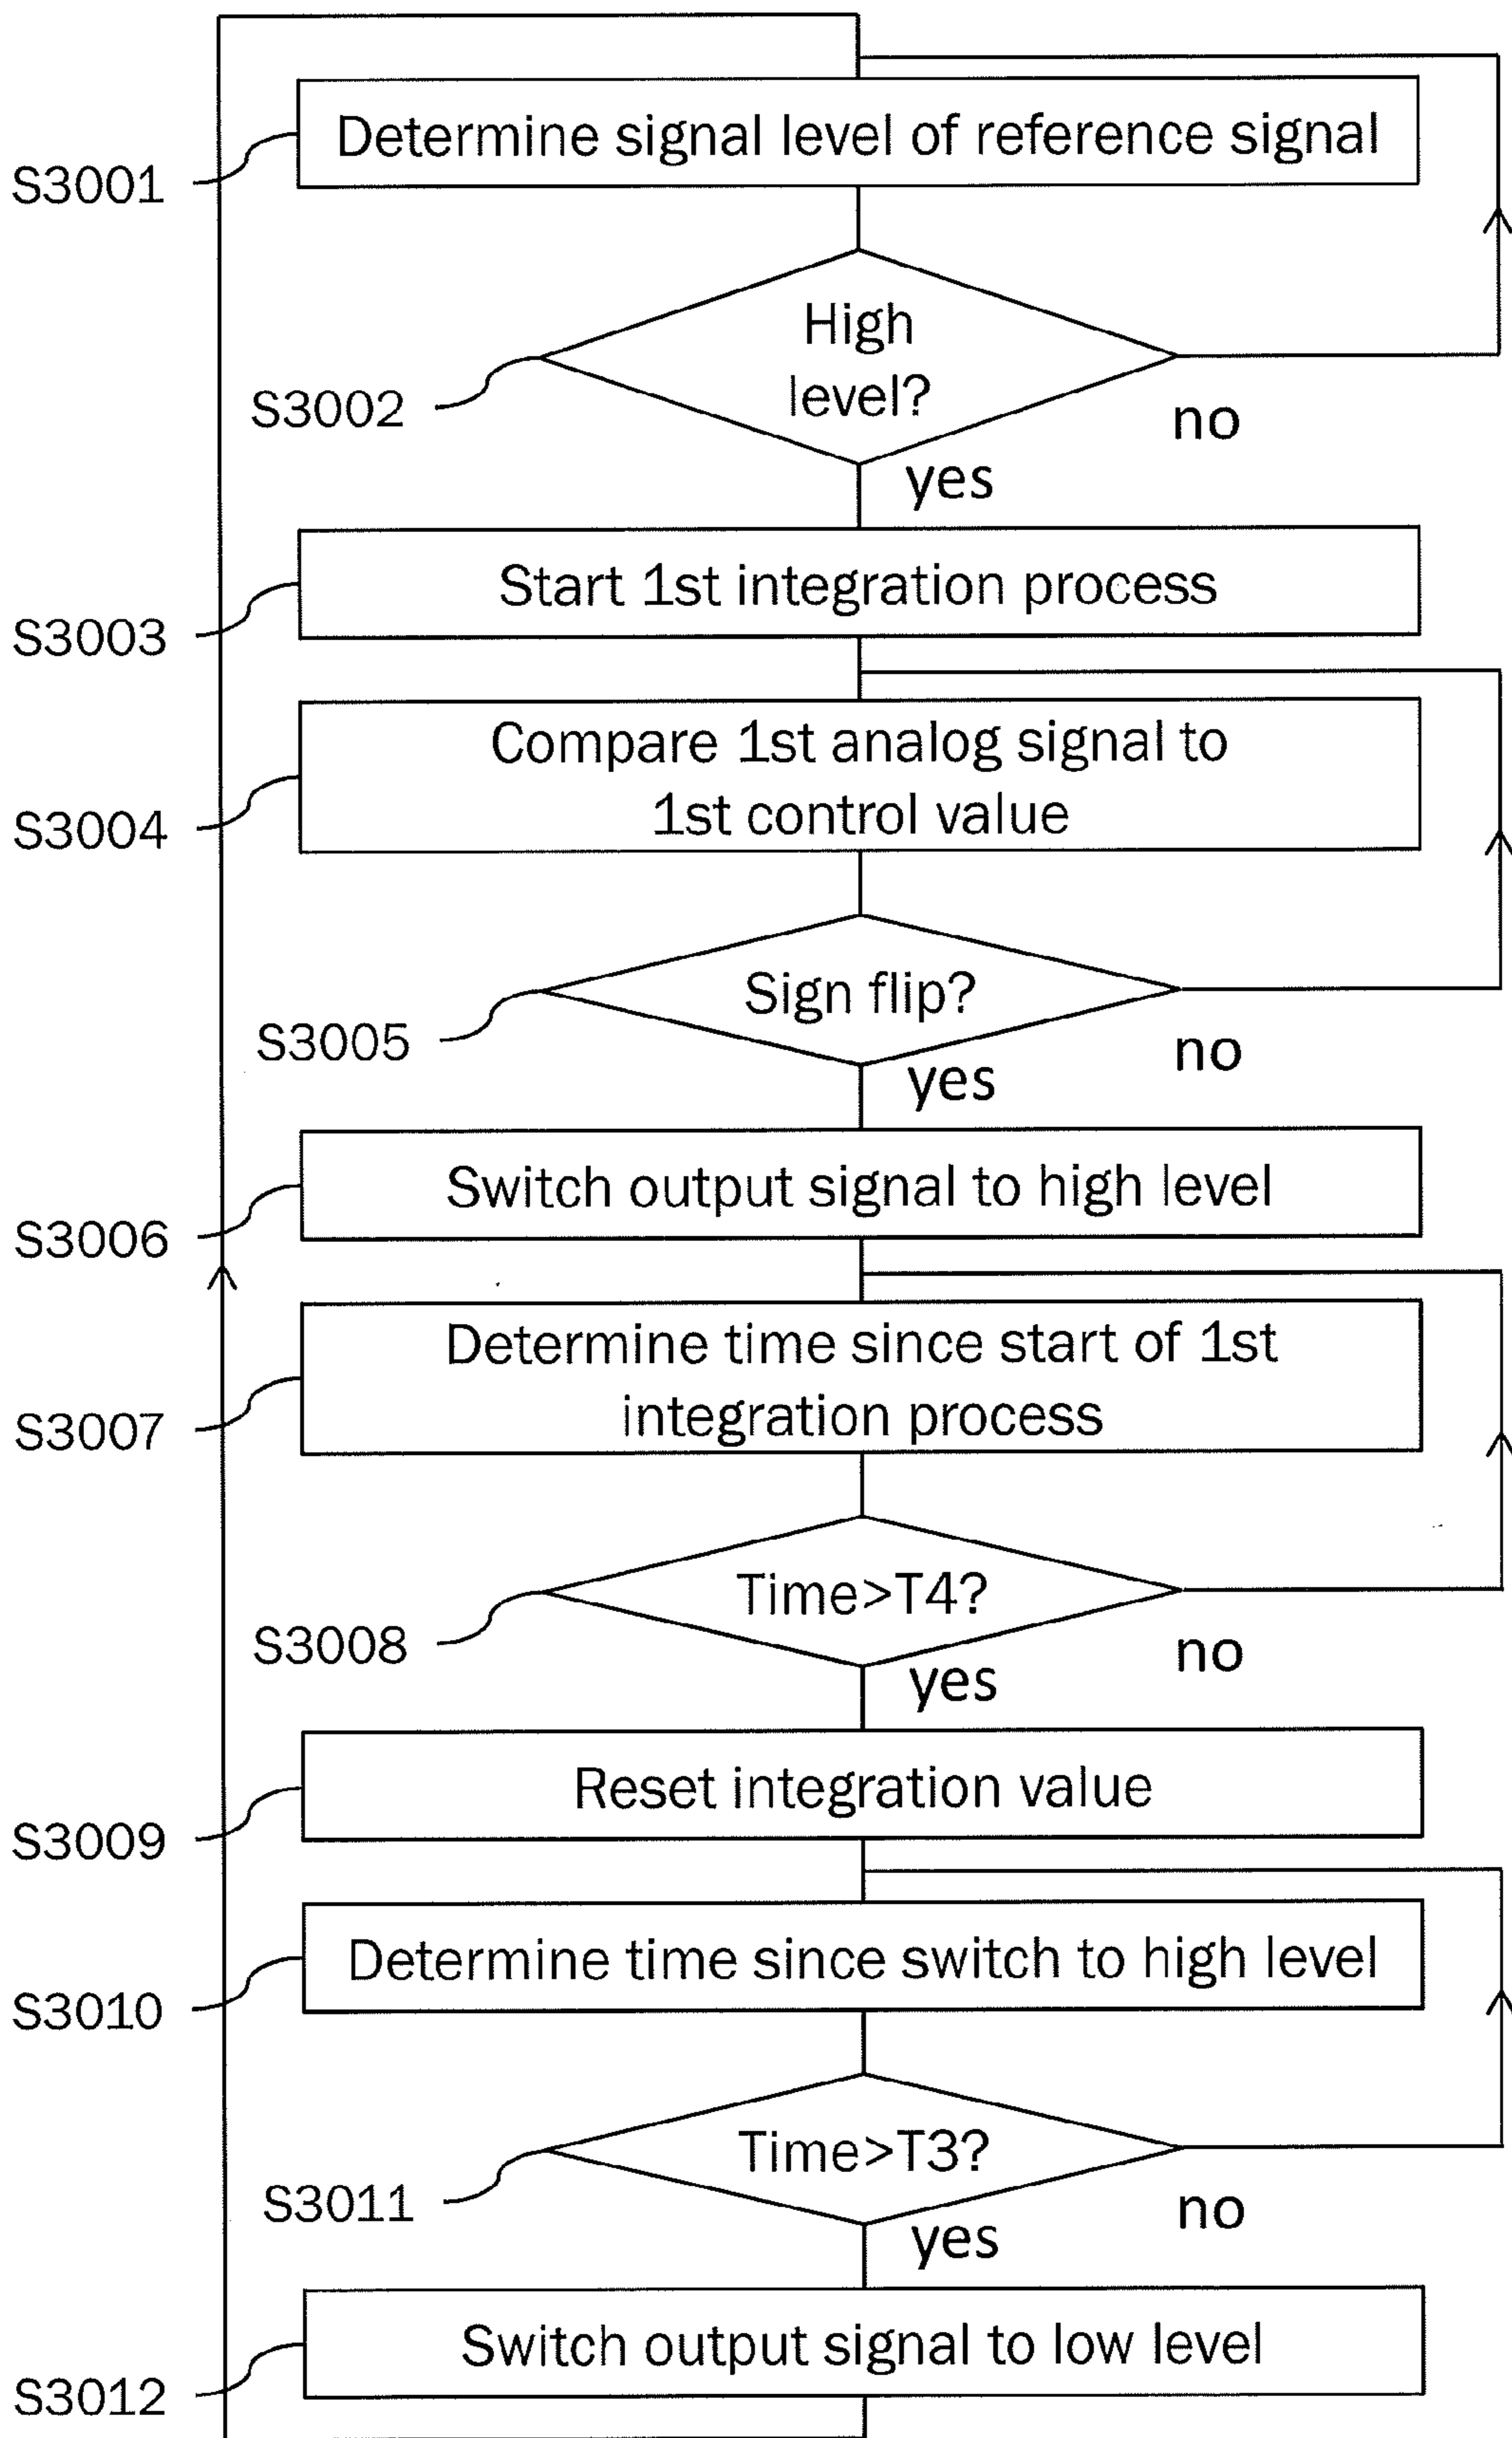 Determine signal level of reference signal
S3001
High
level?
S3002
no
yes
Start 1st integration process
S3003
Compare 1st analog signal to
1st control value
S3004
Sign flip?
S3005
no
yes
Switch output signal to high level
S3006
Determine time since start of 1st
integration process
S3007
Time>T4?
S3008
no
yes
Reset integration value
S3009
Determine time since switch to high level
S3010
Time>T3?
S3011
no
yes
Switch output signal to low level
S3012